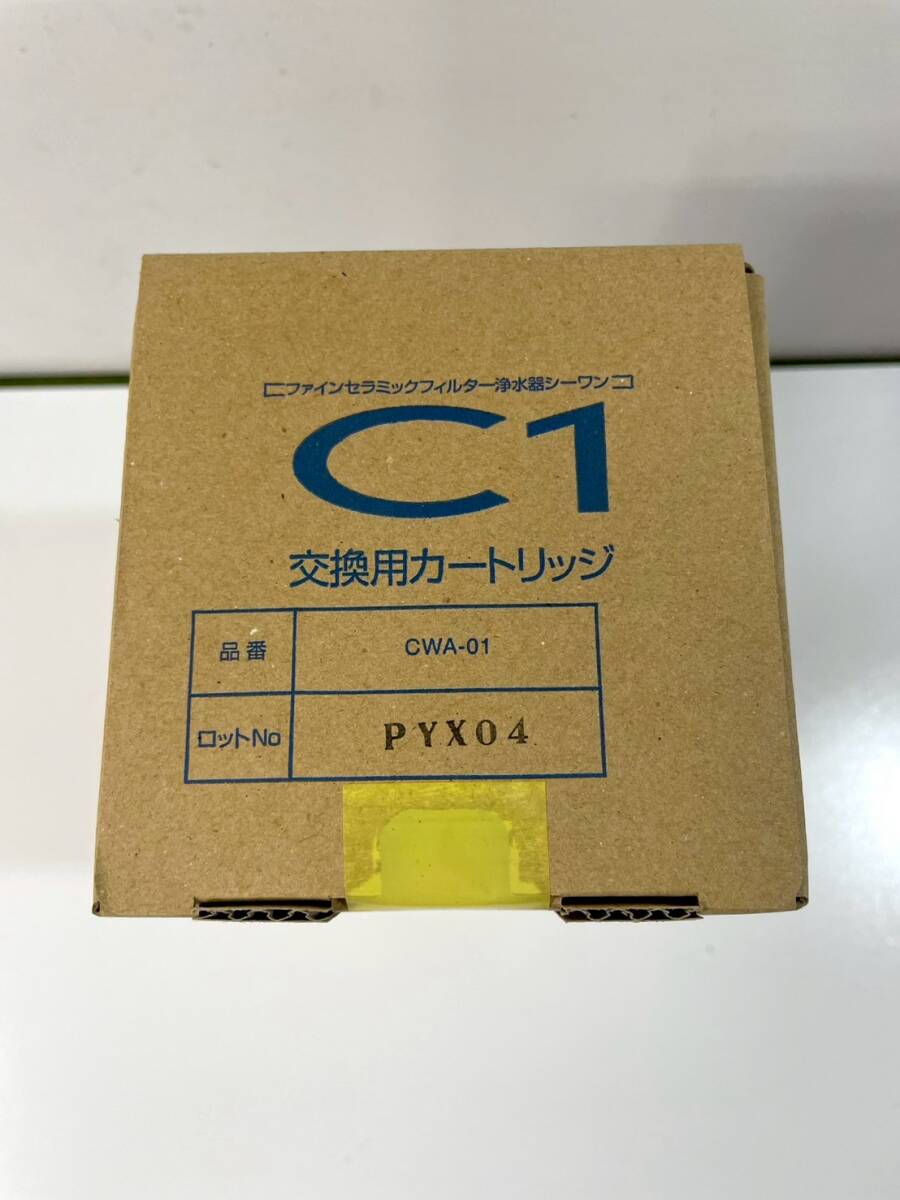 ファインセラミックフィルター浄水器シーワン
C1
交換用カートリッジ
品番 CWA-01
ロットNo PYX04